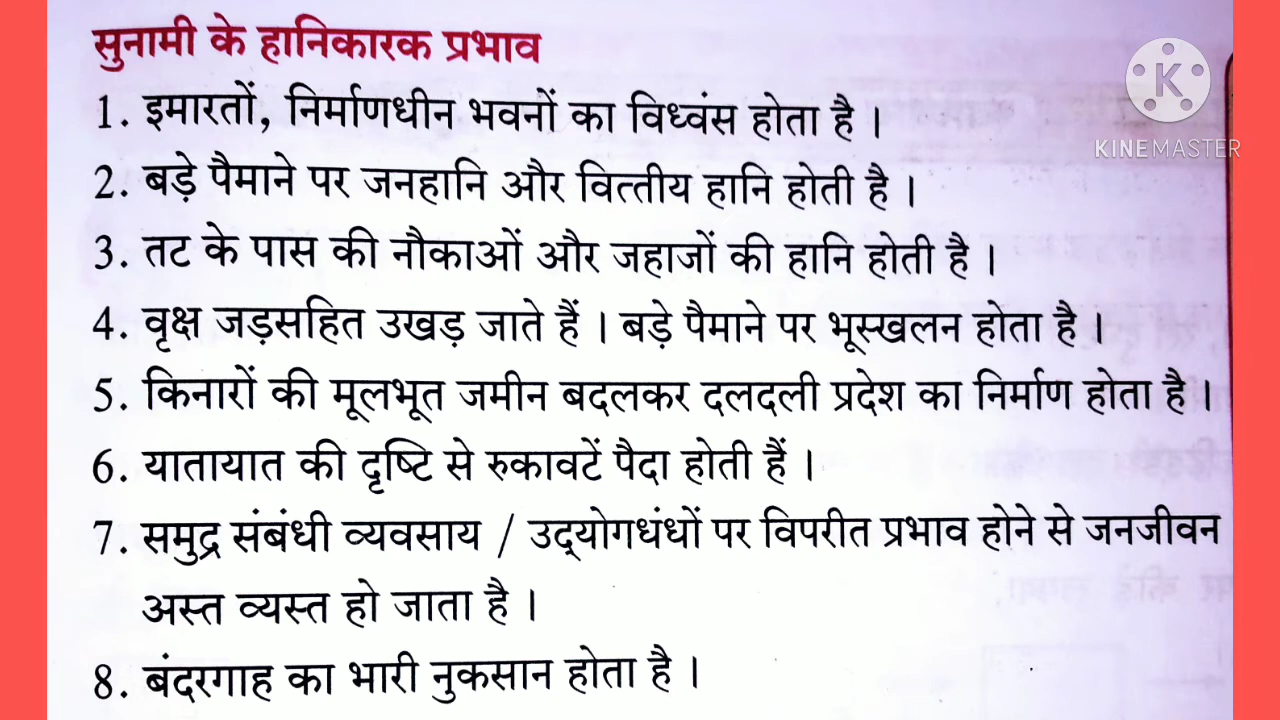 सुनामी के हानिकारक प्रभाव
1. इमारतों, निर्माणधीन भवनों का विध्वंस होता है ।
2. बड़े पैमाने पर जनहानि और वित्तीय हानि होती है ।
3. तट के पास की नौकाओं और जहाजों की हानि होती है ।
4. वृक्ष जड़सहित उखड़ जाते हैं । बड़े पैमाने पर भूस्खलन होता है ।
5. किनारों की मूलभूत जमीन बदलकर दलदली प्रदेश का निर्माण होता है ।
6. यातायात की दृष्टि से रुकावटें पैदा होती हैं ।
7. समुद्र संबंधी व्यवसाय / उद्‌योगधंधों पर विपरीत प्रभाव होने से जनजीवन
अस्त व्यस्त हो जाता है ।
8. बंदरगाह का भारी नुकसान होता है ।
K
KINEMASTER